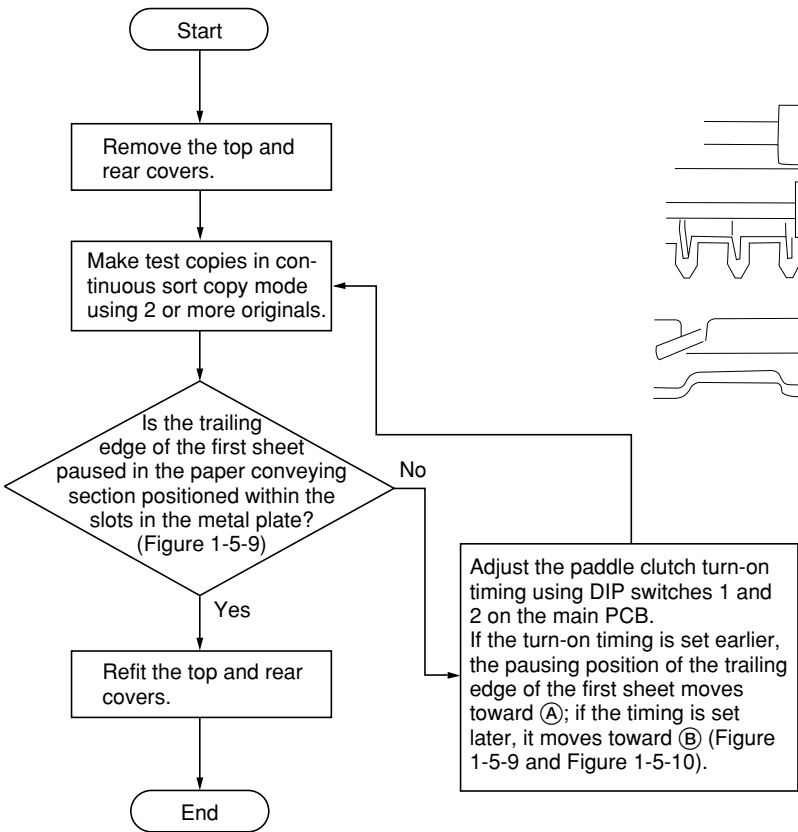 Start
Remove the top and
rear covers.
Make test copies in con-
tinuous sort copy mode
using 2 or more originals.
Is the trailing
edge of the first sheet
paused in the paper conveying
section positioned within the
slots in the metal plate?
(Figure 1-5-9)
No
Yes
Adjust the paddle clutch turn-on
timing using DIP switches 1 and
2 on the main PCB.
If the turn-on timing is set earlier,
the pausing position of the trailing
edge of the first sheet moves
toward Ⓐ; if the timing is set
later, it moves toward Ⓑ (Figure
1-5-9 and Figure 1-5-10).
Refit the top and rear
covers.
End